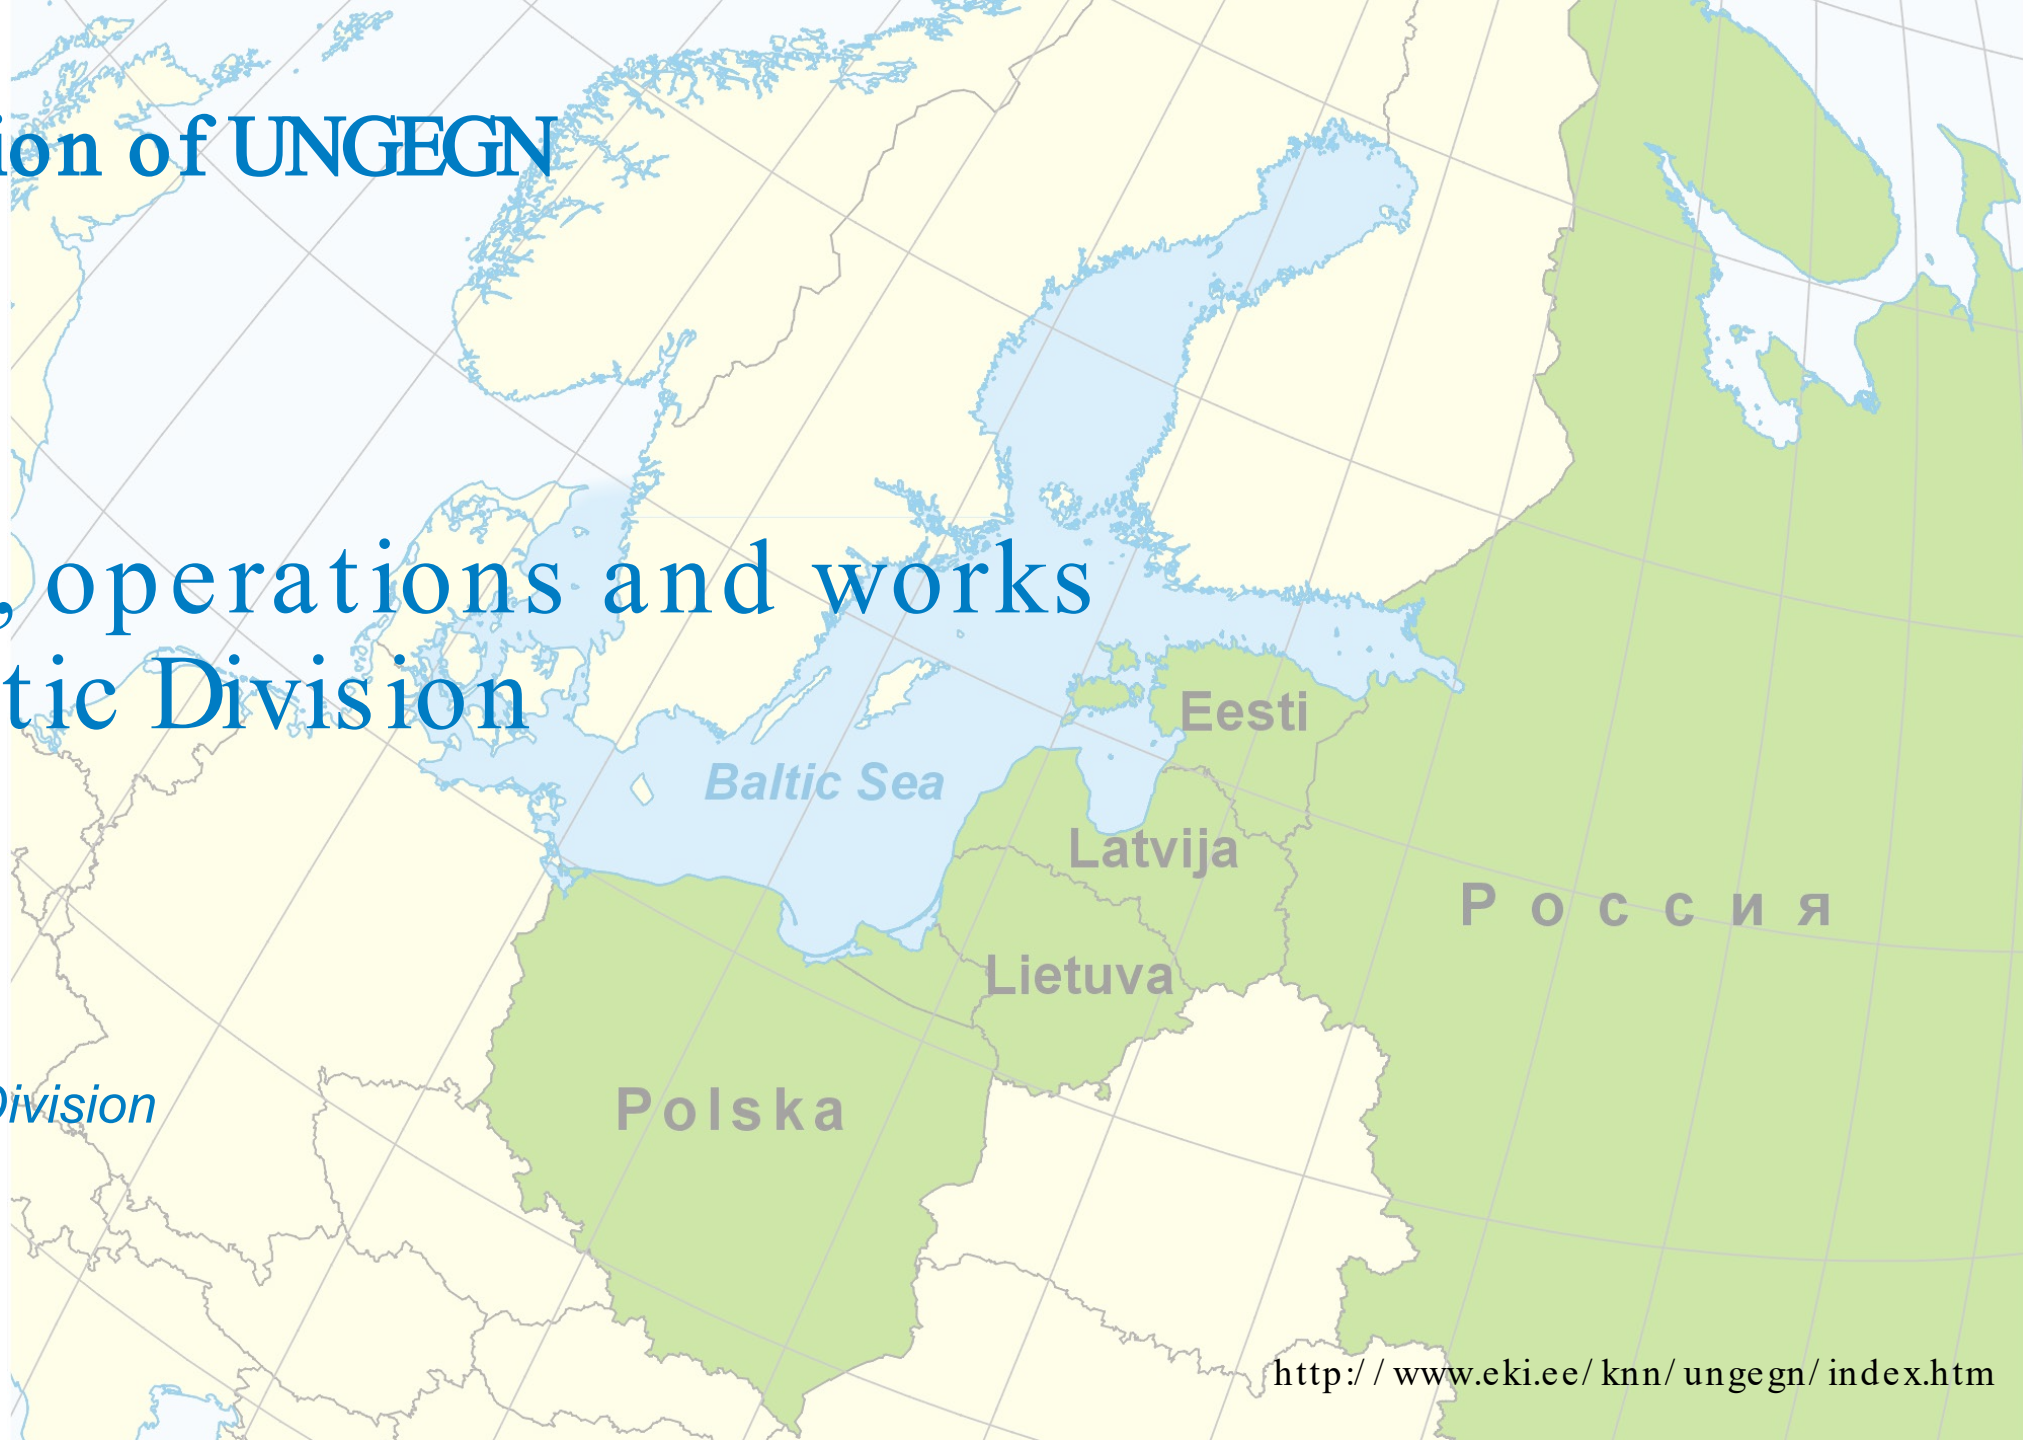 ion of UNGEGN
, operations and works
tic Division
Eesti
Baltic Sea
Latvija
Россия
Lietuva
Polska
Division
http://www.eki.ee/knn/ungegn/index.htm